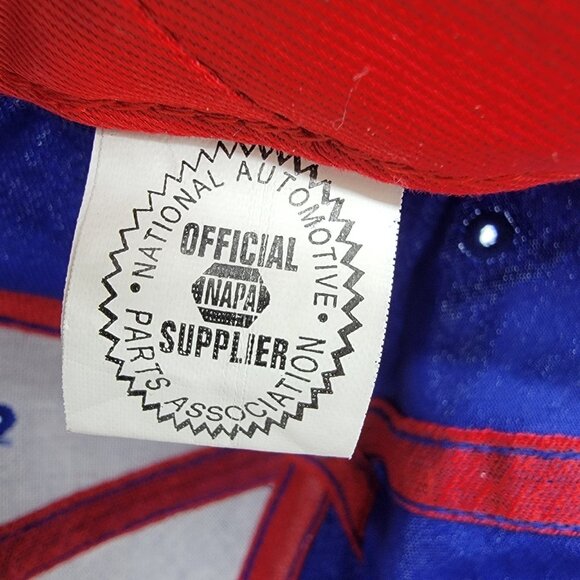 · NATIONAL AUTOMOTIVE ·
OFFICIAL
NAPA
SUPPLIER
PARTS ASSOCIATION